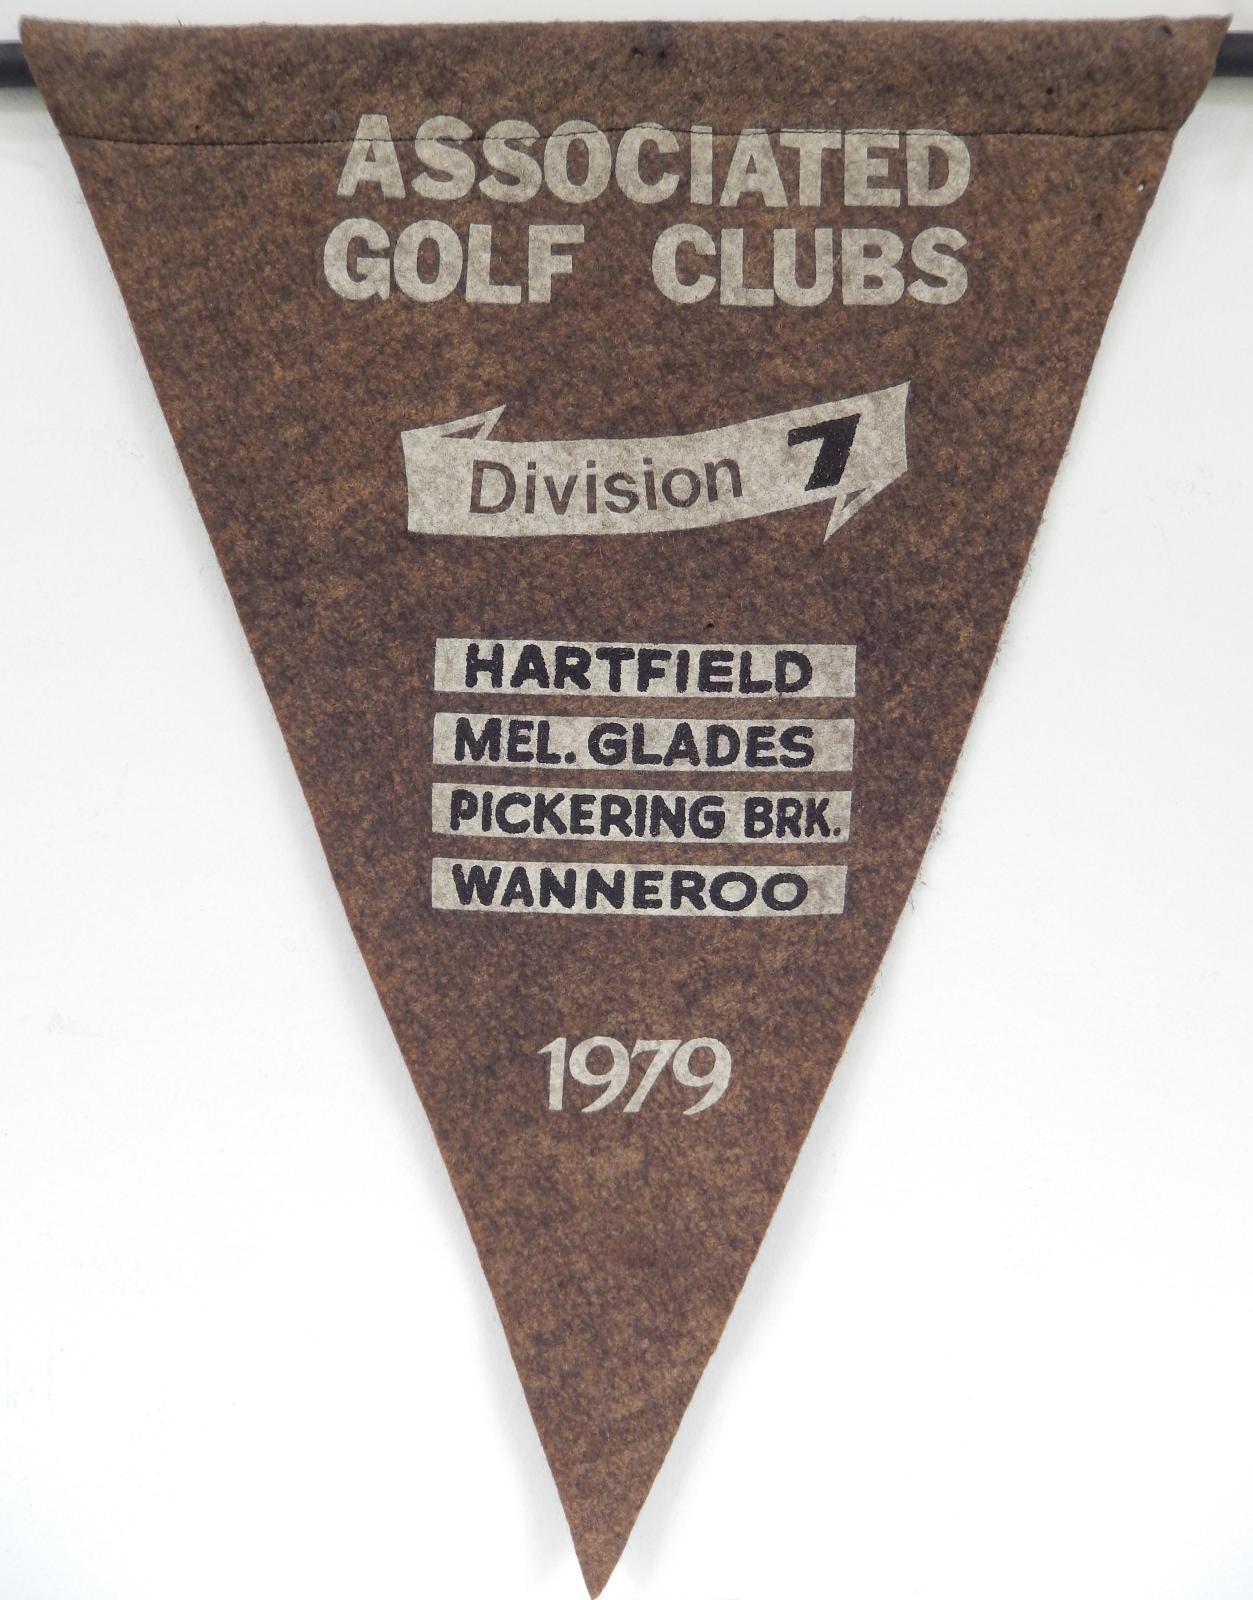 ASSOCIATED
GOLF CLUBS
Division 7
HARTFIELD
MEL. GLADES
PICKERING BRK.
WANNEROO
1979